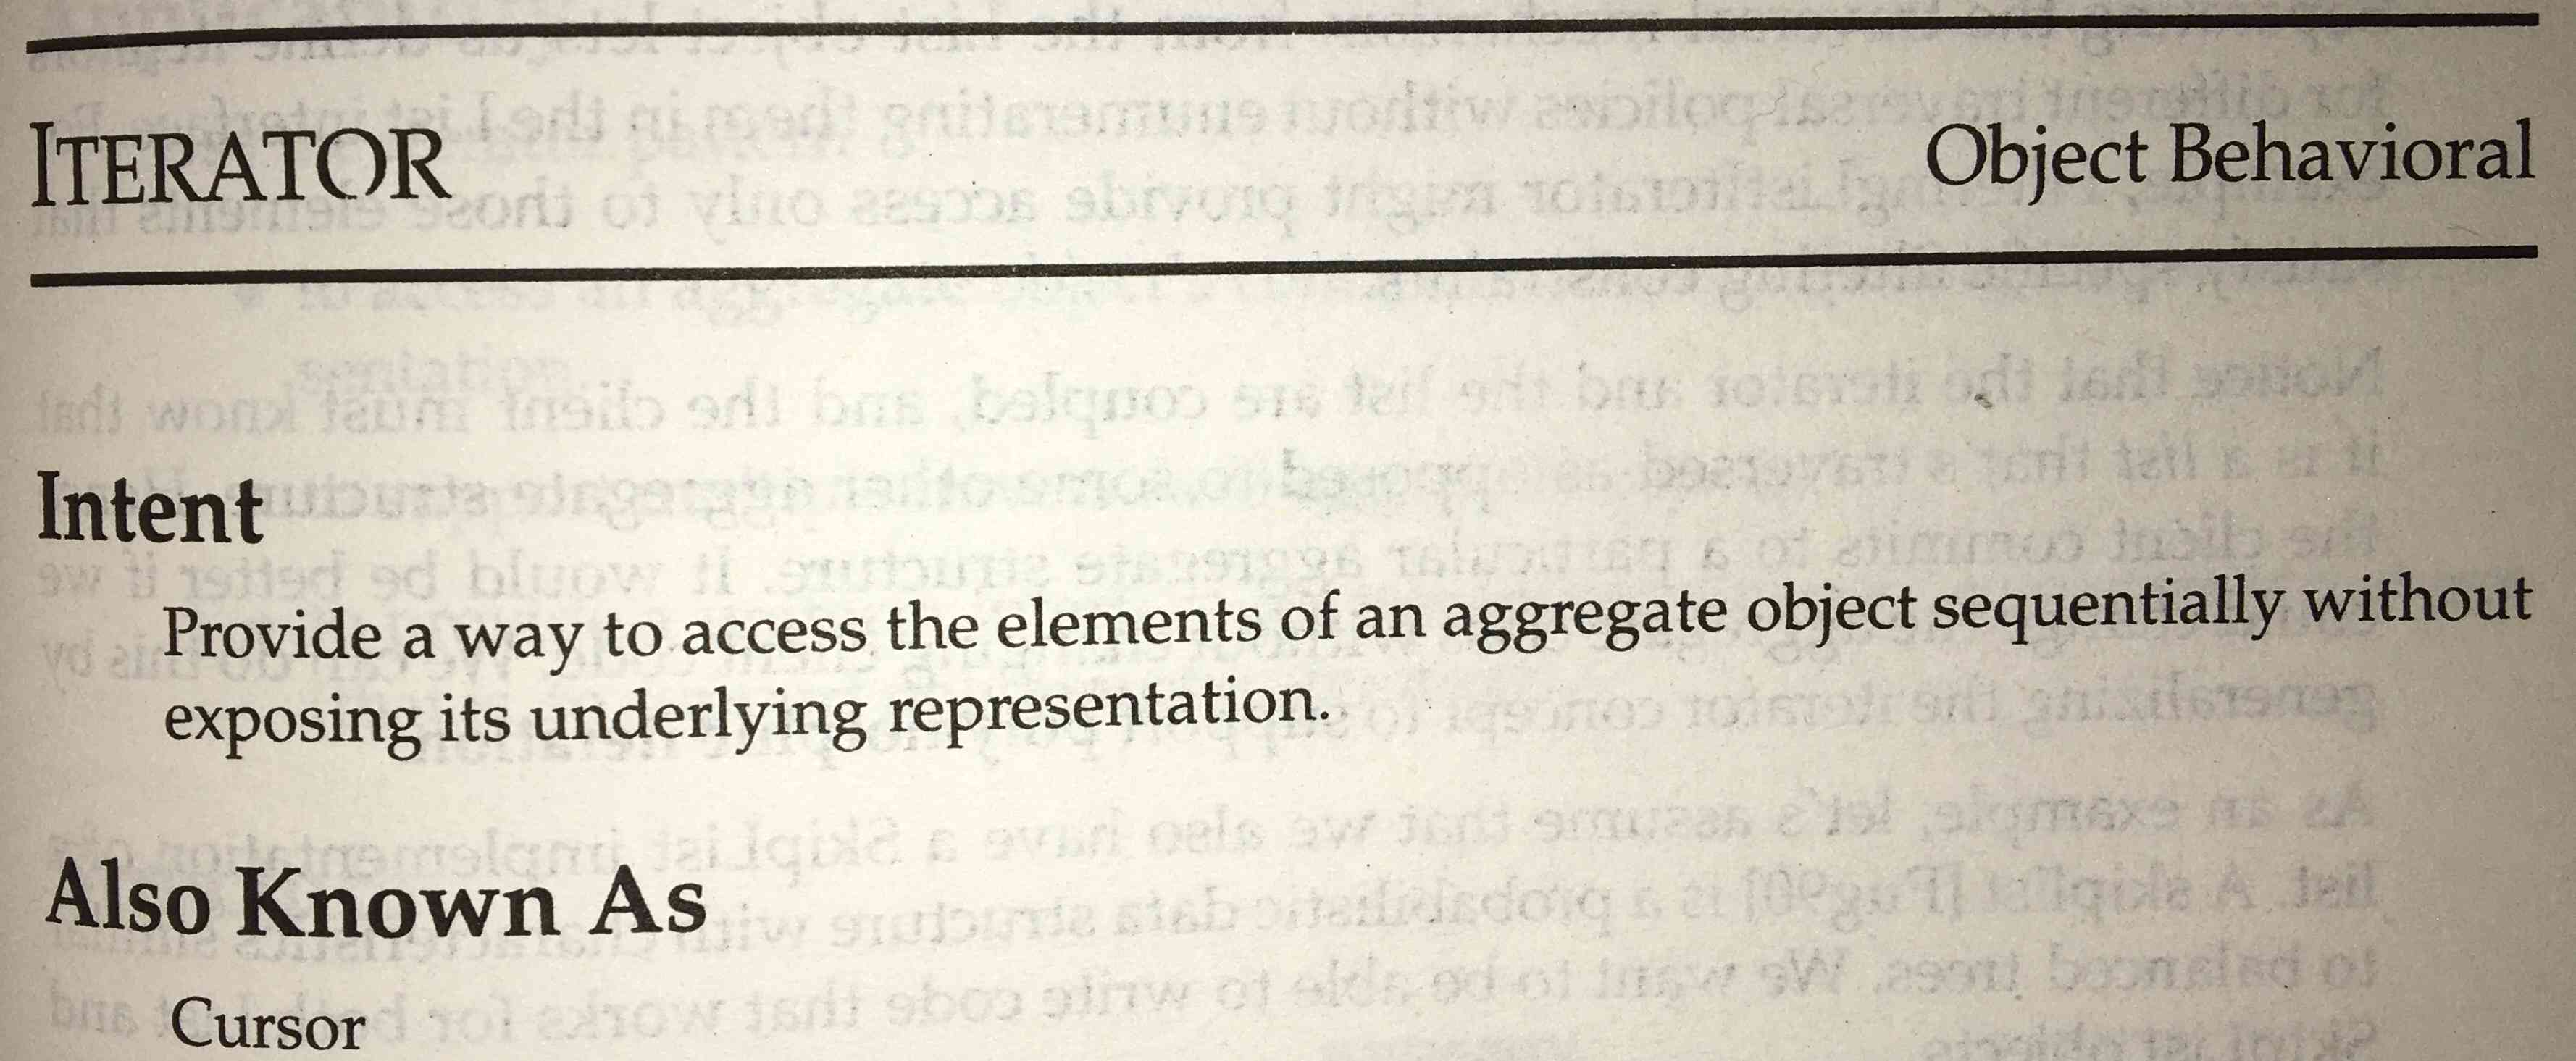 ITERATOR Object Behavioral
Intent
Provide a way to access the elements of an aggregate object sequentially without
exposing its underlying representation.
Also Known As
Cursor